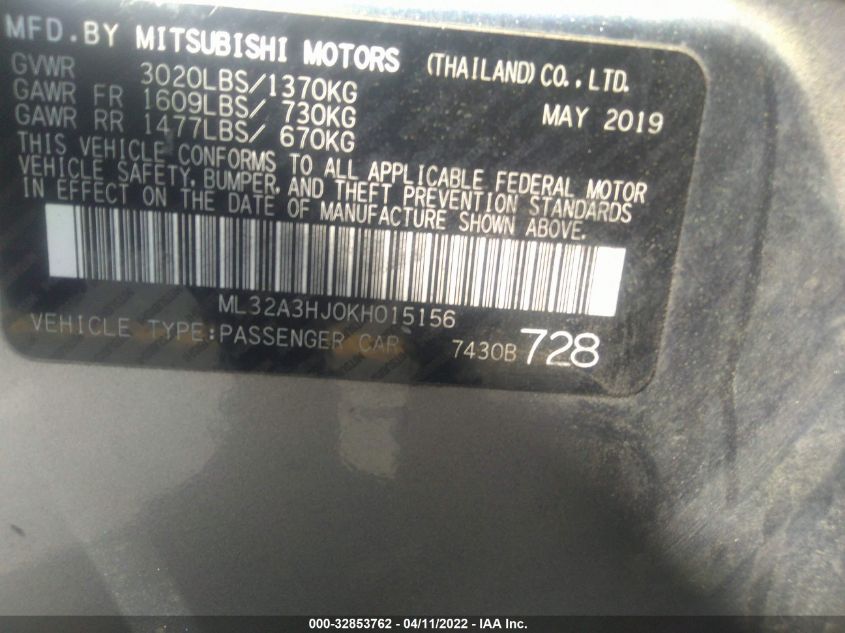 MFD.BY MITSUBISHI MOTORS (THAILAND)CO.,LTD.
GVWR 3020LBS/1370KG
GAWR FR 1609LBS/ 730KG MAY 2019
GAWR RR 1477LBS/ 670KG
THIS VEHICLE CONFORMS TO ALL APPLICABLE FEDERAL MOTOR
VEHICLE SAFETY, BUMPER, AND THEFT PREVENTION STANDARDS
IN EFFECT ON THE DATE OF MANUFACTURE SHOWN ABOVE.
ML32A3HJ0KH015156
VEHICLE TYPE:PASSENGER CAR 7430B 728
000-32853762 - 04/11/2022 - IAA Inc.